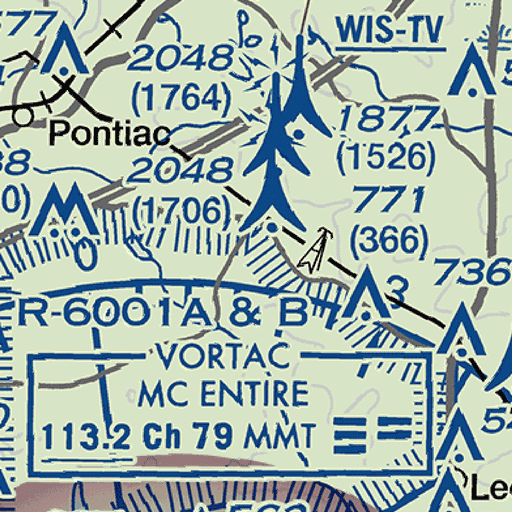 WIS-TV
2048
(1764)
Pontiac
1877
(1526)
2048
(1706)
771
(366)
3
736
R-6001A & B
VORTAC
MC ENTIRE
113.2 Ch 79 MMT